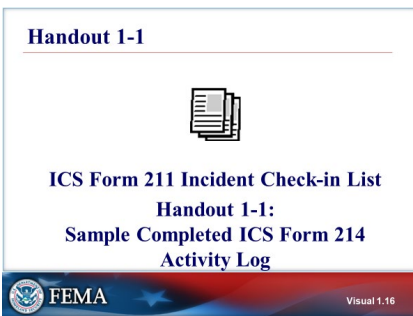 Handout 1-1
ICS Form 211 Incident Check-in List
Handout 1-1:
Sample Completed ICS Form 214
Activity Log
FEMA
Visual 1.16